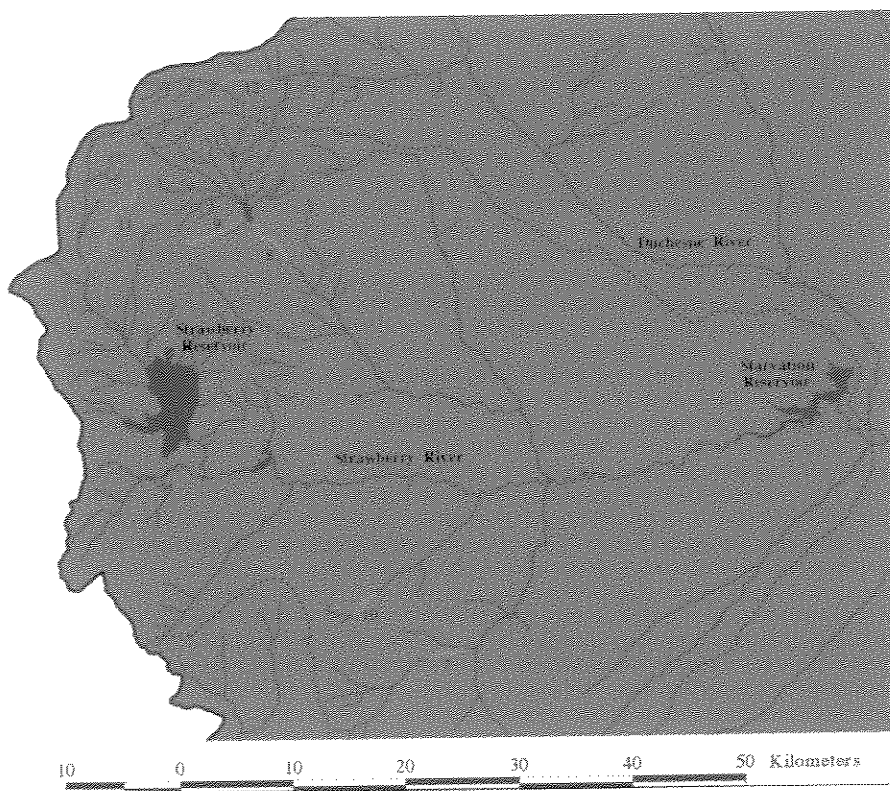 Duchesne River
Strawberry
Reservoir
Starvation
Reservoir
Strawberry River
10 0 10 20 30 40 50 Kilometers